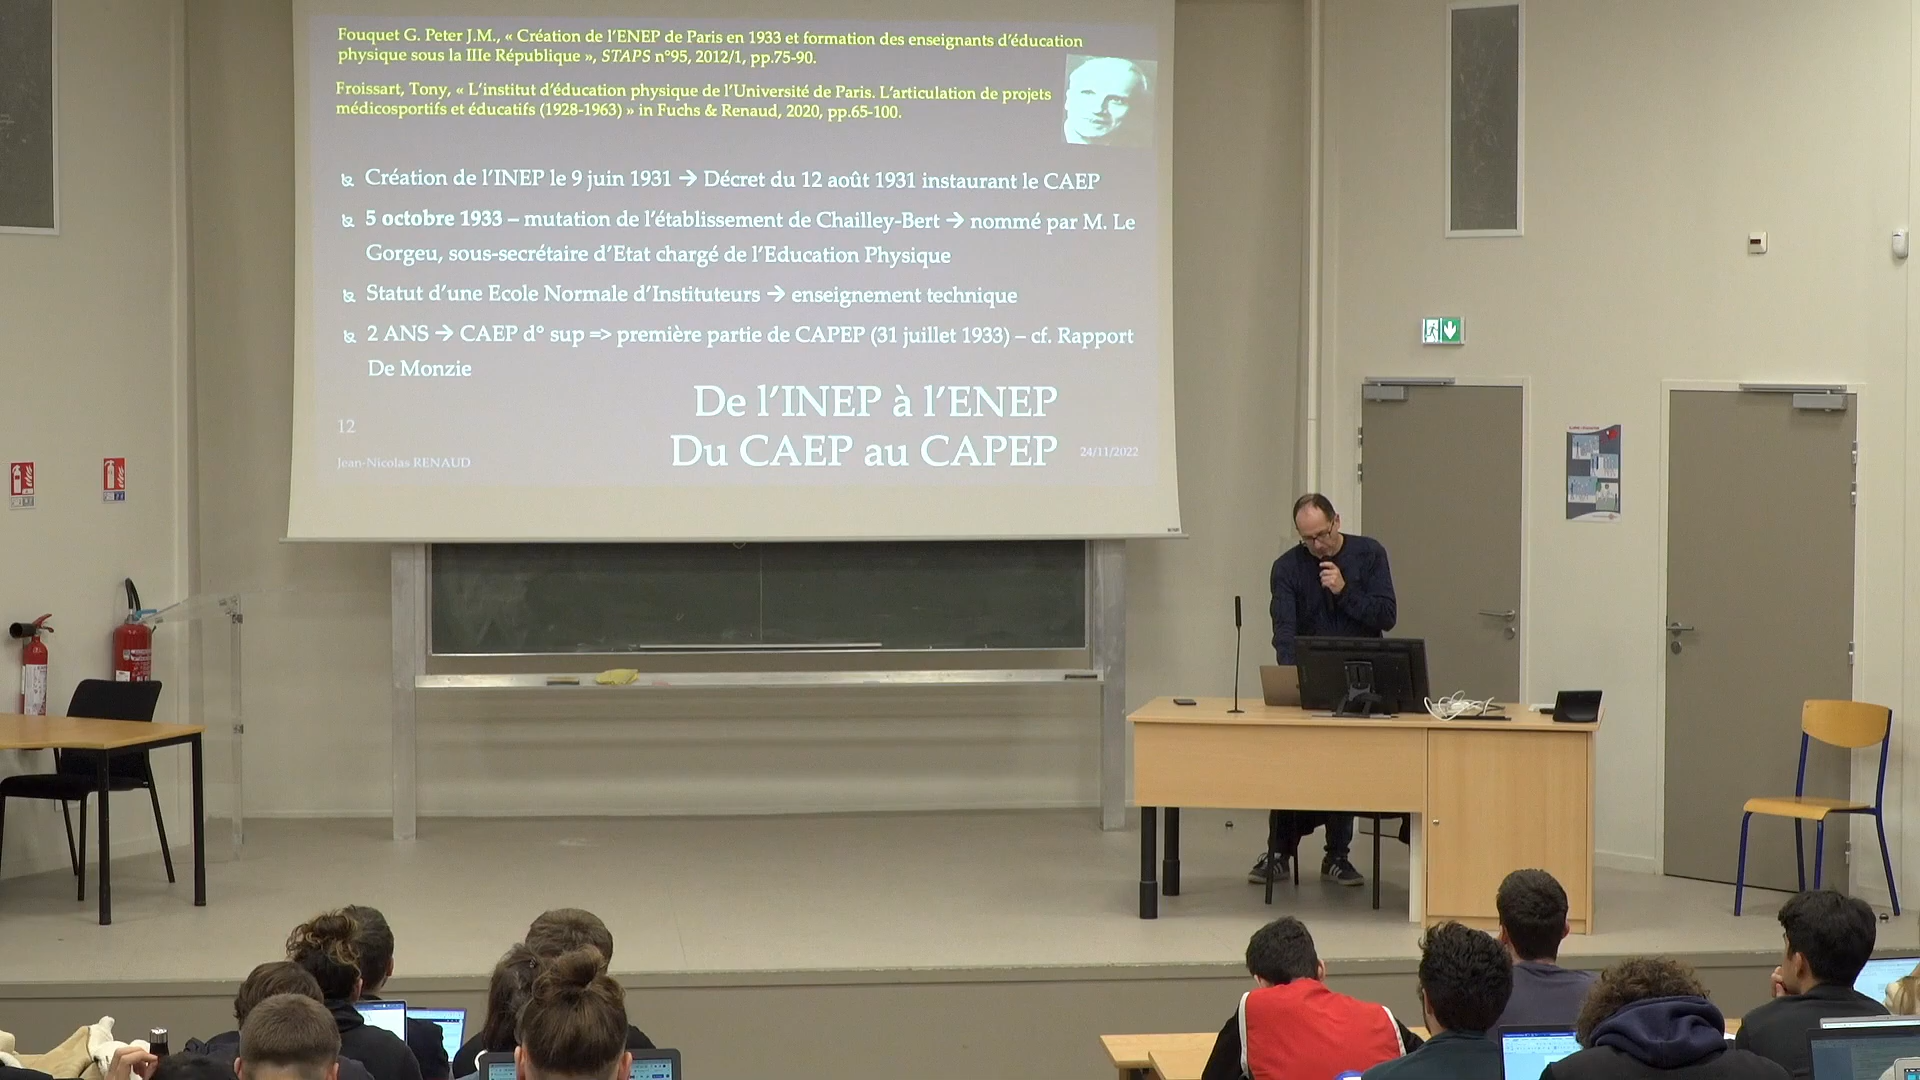 Fouquet G. Peter J.M., « Création de l'ENEP de Paris en 1933 et formation des enseignants d'éducation
physique sous la IIIe République », STAPS n°95, 2012/1, pp.75-90.
Froissart, Tony, « L'institut d'éducation physique de l'Université de Paris. L'articulation de projets
médicosportifs et éducatifs (1928-1963) » in Fuchs & Renaud, 2020, pp.65-100.
Création de l'INEP le 9 juin 1931 → Décret du 12 août 1931 instaurant le CAEP
5 octobre 1933 – mutation de l'établissement de Chailley-Bert → nommé par M. Le
Gorgeu, sous-secrétaire d'Etat chargé de l'Education Physique
Statut d'une Ecole Normale d'Instituteurs → enseignement technique
2 ANS → CAEP d° sup => première partie de CAPEP (31 juillet 1933) – cf. Rapport
De Monzie
De l'INEP à l'ENEP
Du CAEP au CAPEP
12
Jean-Nicolas RENAUD
24/11/2022